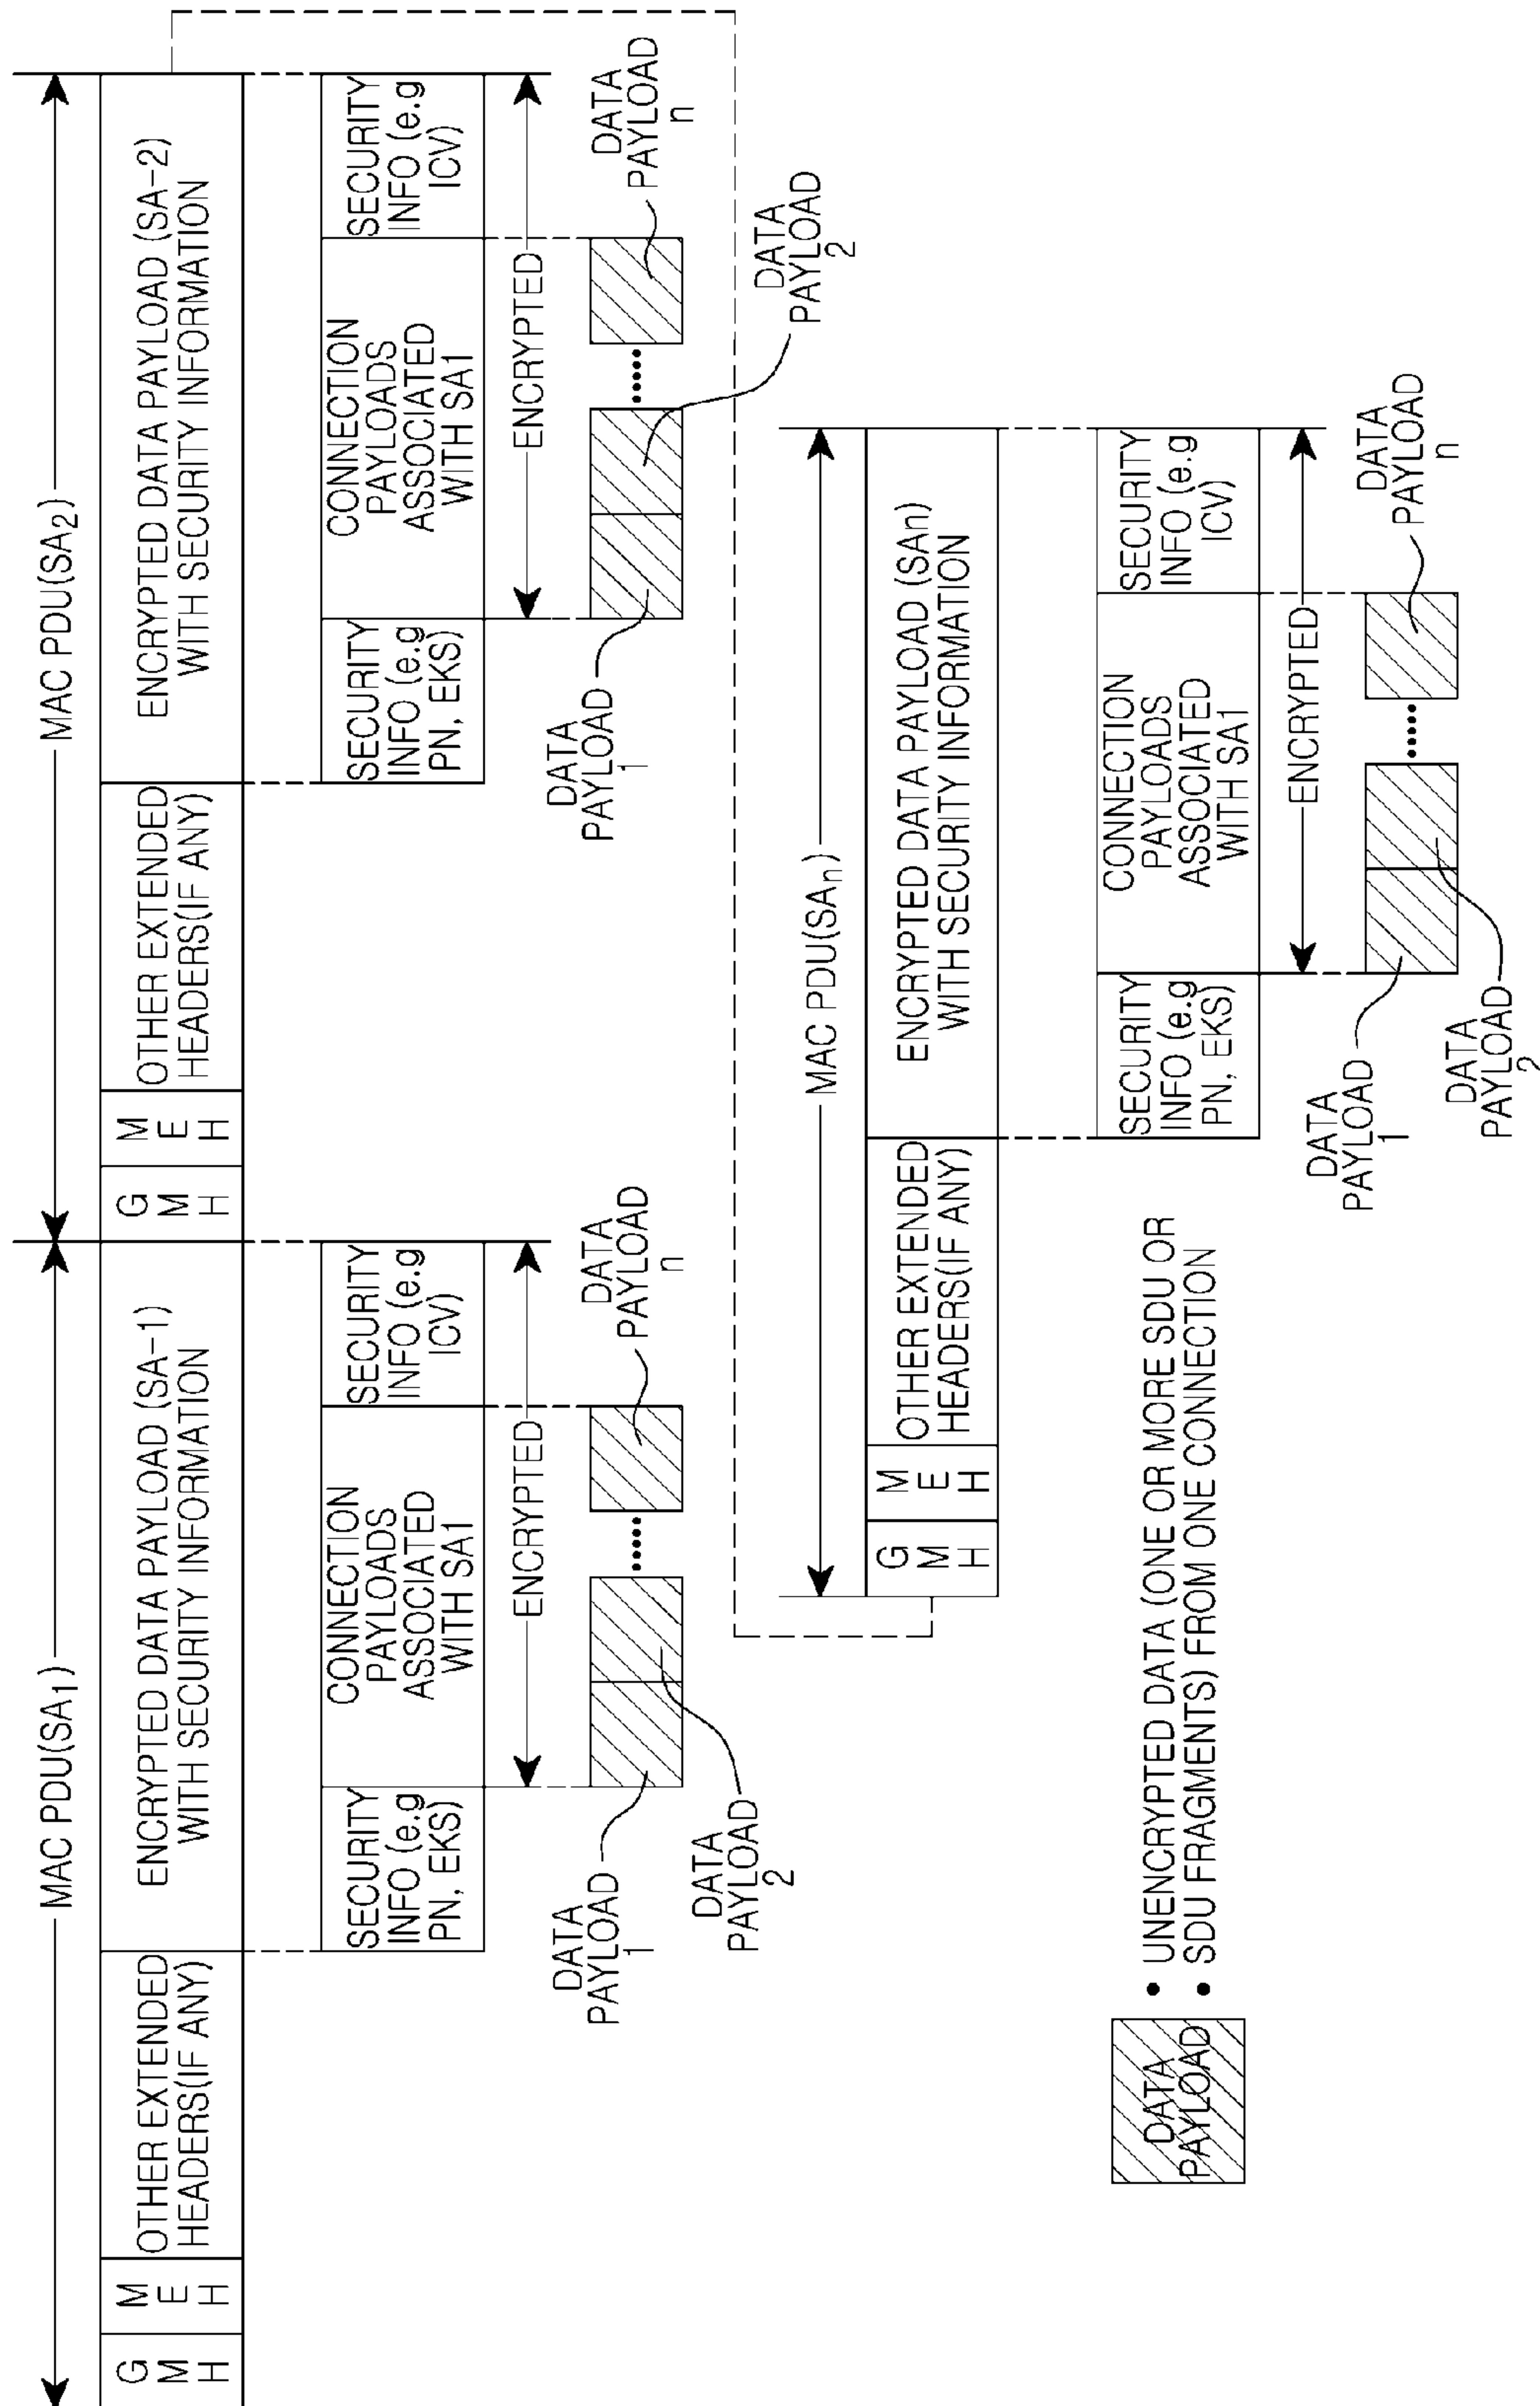 MAC PDU(SA1)
MAC PDU(SA2)
G
M
H
M
E
H
OTHER EXTENDED
HEADERS(IF ANY)
ENCRYPTED DATA PAYLOAD (SA-1)
WITH SECURITY INFORMATION
G
M
H
M
E
H
OTHER EXTENDED
HEADERS(IF ANY)
ENCRYPTED DATA PAYLOAD (SA-2)
WITH SECURITY INFORMATION
SECURITY
INFO (e.g
PN, EKS)
CONNECTION
PAYLOADS
ASSOCIATED
WITH SA1
SECURITY
INFO (e.g
ICV)
ENCRYPTED
DATA
PAYLOAD
1
DATA
PAYLOAD
2
DATA
PAYLOAD
n
SECURITY
INFO (e.g
PN, EKS)
CONNECTION
PAYLOADS
ASSOCIATED
WITH SA1
SECURITY
INFO (e.g
ICV)
ENCRYPTED
DATA
PAYLOAD
1
DATA
PAYLOAD
2
DATA
PAYLOAD
n
MAC PDU(SAn)
G
M
H
M
E
H
OTHER EXTENDED
HEADERS(IF ANY)
ENCRYPTED DATA PAYLOAD (SAn)
WITH SECURITY INFORMATION
SECURITY
INFO (e.g
PN, EKS)
CONNECTION
PAYLOADS
ASSOCIATED
WITH SA1
SECURITY
INFO (e.g
ICV)
ENCRYPTED
DATA
PAYLOAD
1
DATA
PAYLOAD
2
DATA
PAYLOAD
n
DATA
PAYLOAD
• UNENCRYPTED DATA (ONE OR MORE SDU OR
• SDU FRAGMENTS) FROM ONE CONNECTION